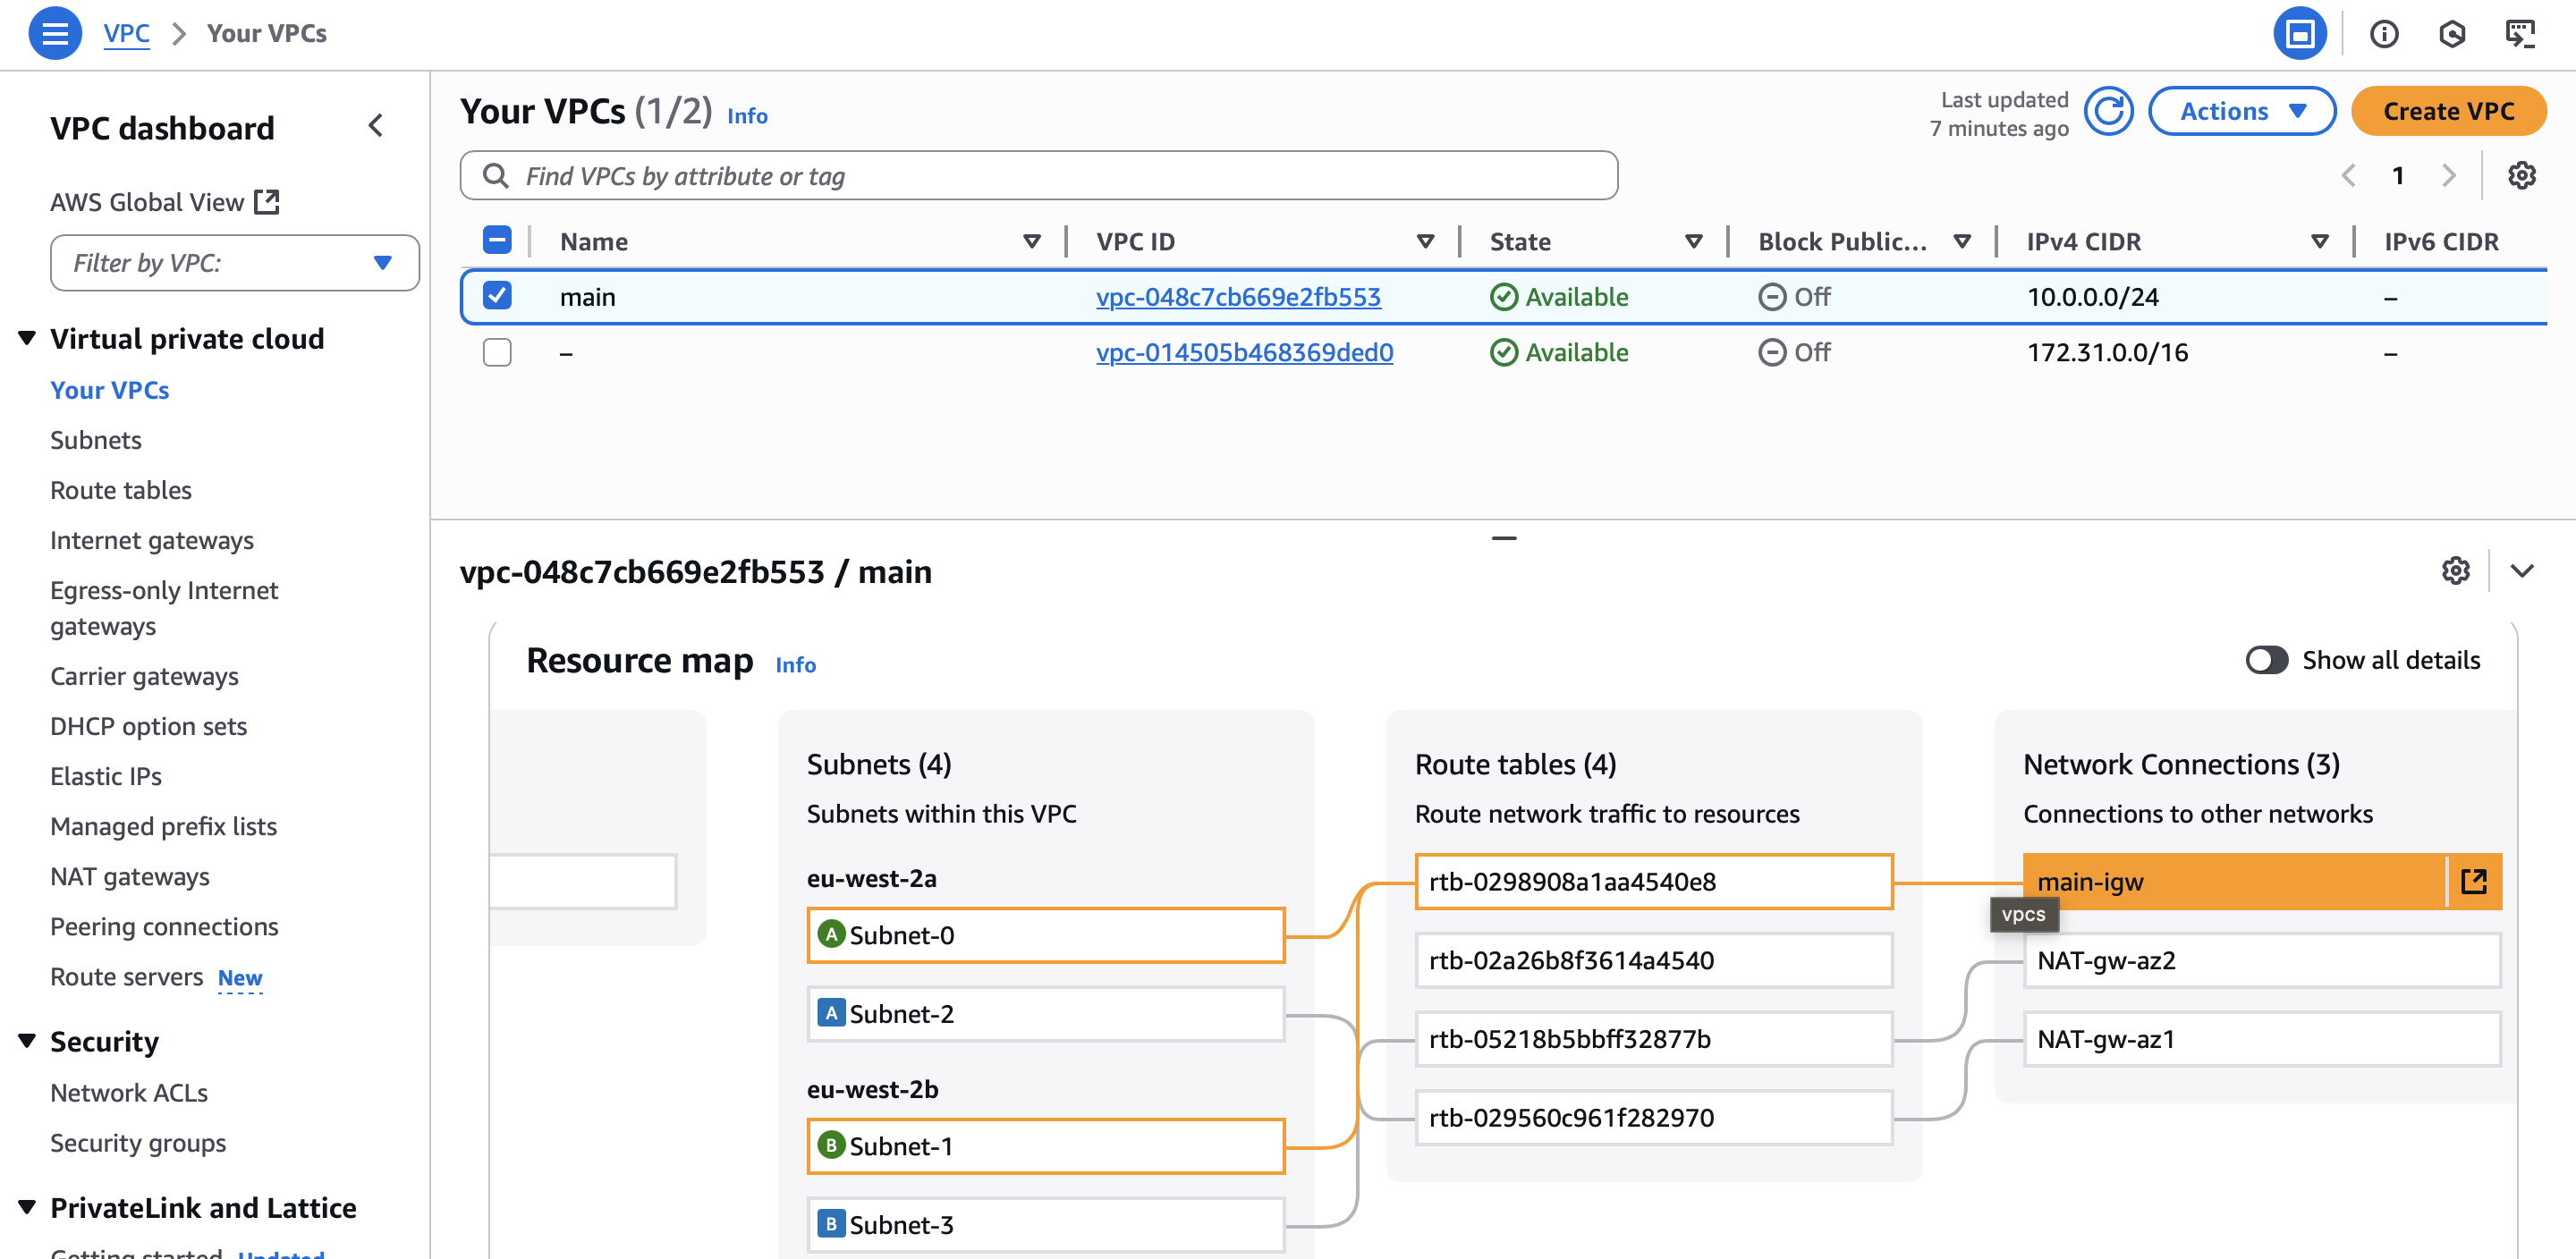 VPC > Your VPCs
VPC dashboard
AWS Global View
Filter by VPC:
Virtual private cloud
Your VPCs
Subnets
Route tables
Internet gateways
Egress-only Internet
gateways
Carrier gateways
DHCP option sets
Elastic IPs
Managed prefix lists
NAT gateways
Peering connections
Route servers New
Security
Network ACLs
Security groups
PrivateLink and Lattice
Getting started Updated
Your VPCs (1/2) Info
Last updated
7 minutes ago
Actions
Create VPC
Find VPCs by attribute or tag
1
Name VPC ID State Block Public... IPv4 CIDR IPv6 CIDR
main vpc-048c7cb669e2fb553 Available Off 10.0.0.0/24 –
– vpc-014505b468369ded0 Available Off 172.31.0.0/16 –
vpc-048c7cb669e2fb553 / main
Resource map Info
Show all details
Subnets (4)
Subnets within this VPC
eu-west-2a
A Subnet-0
A Subnet-2
eu-west-2b
B Subnet-1
B Subnet-3
Route tables (4)
Route network traffic to resources
rtb-0298908a1aa4540e8
rtb-02a26b8f3614a4540
rtb-05218b5bbff32877b
rtb-029560c961f282970
Network Connections (3)
Connections to other networks
main-igw
vpcs
NAT-gw-az2
NAT-gw-az1